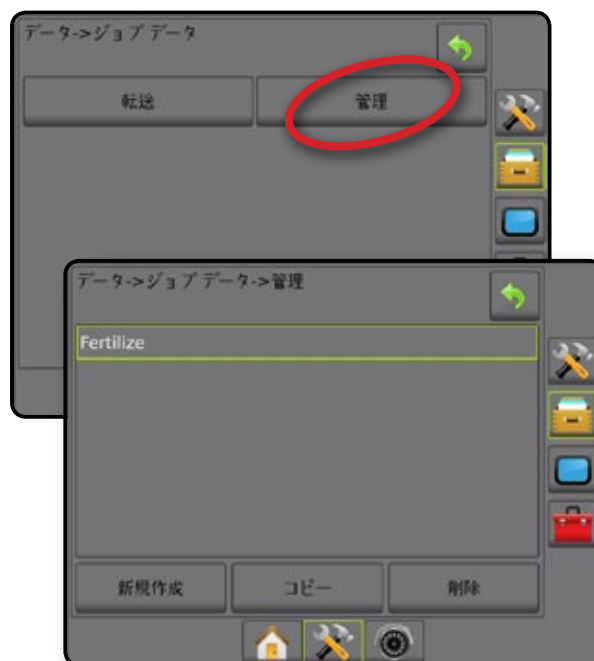 データ->ジョブ データ
転送 管理
データ->ジョブ データ->管理
Fertilize
新規作成 コピー 削除